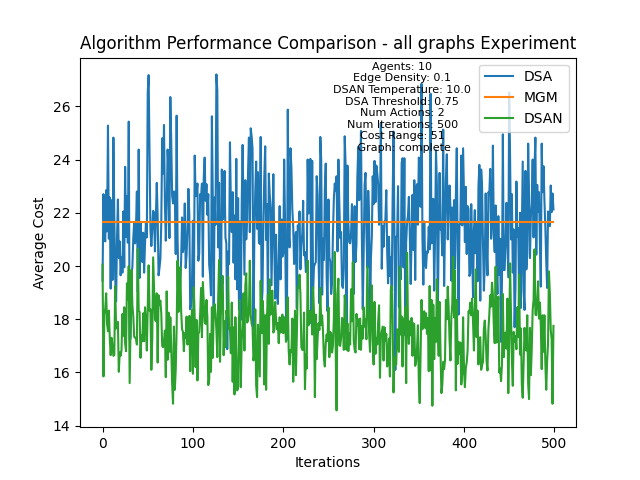 Algorithm Performance Comparison - all graphs Experiment
Agents: 10
Edge Density: 0.1
DSAN Temperature: 10.0
DSA Threshold: 0.75
Num Actions: 2
Num Iterations: 500
Cost Range: 51
Graph: complete
DSA
MGM
DSAN
Average Cost
26
24
22
20
18
16
14
0
100
200
300
400
500
Iterations